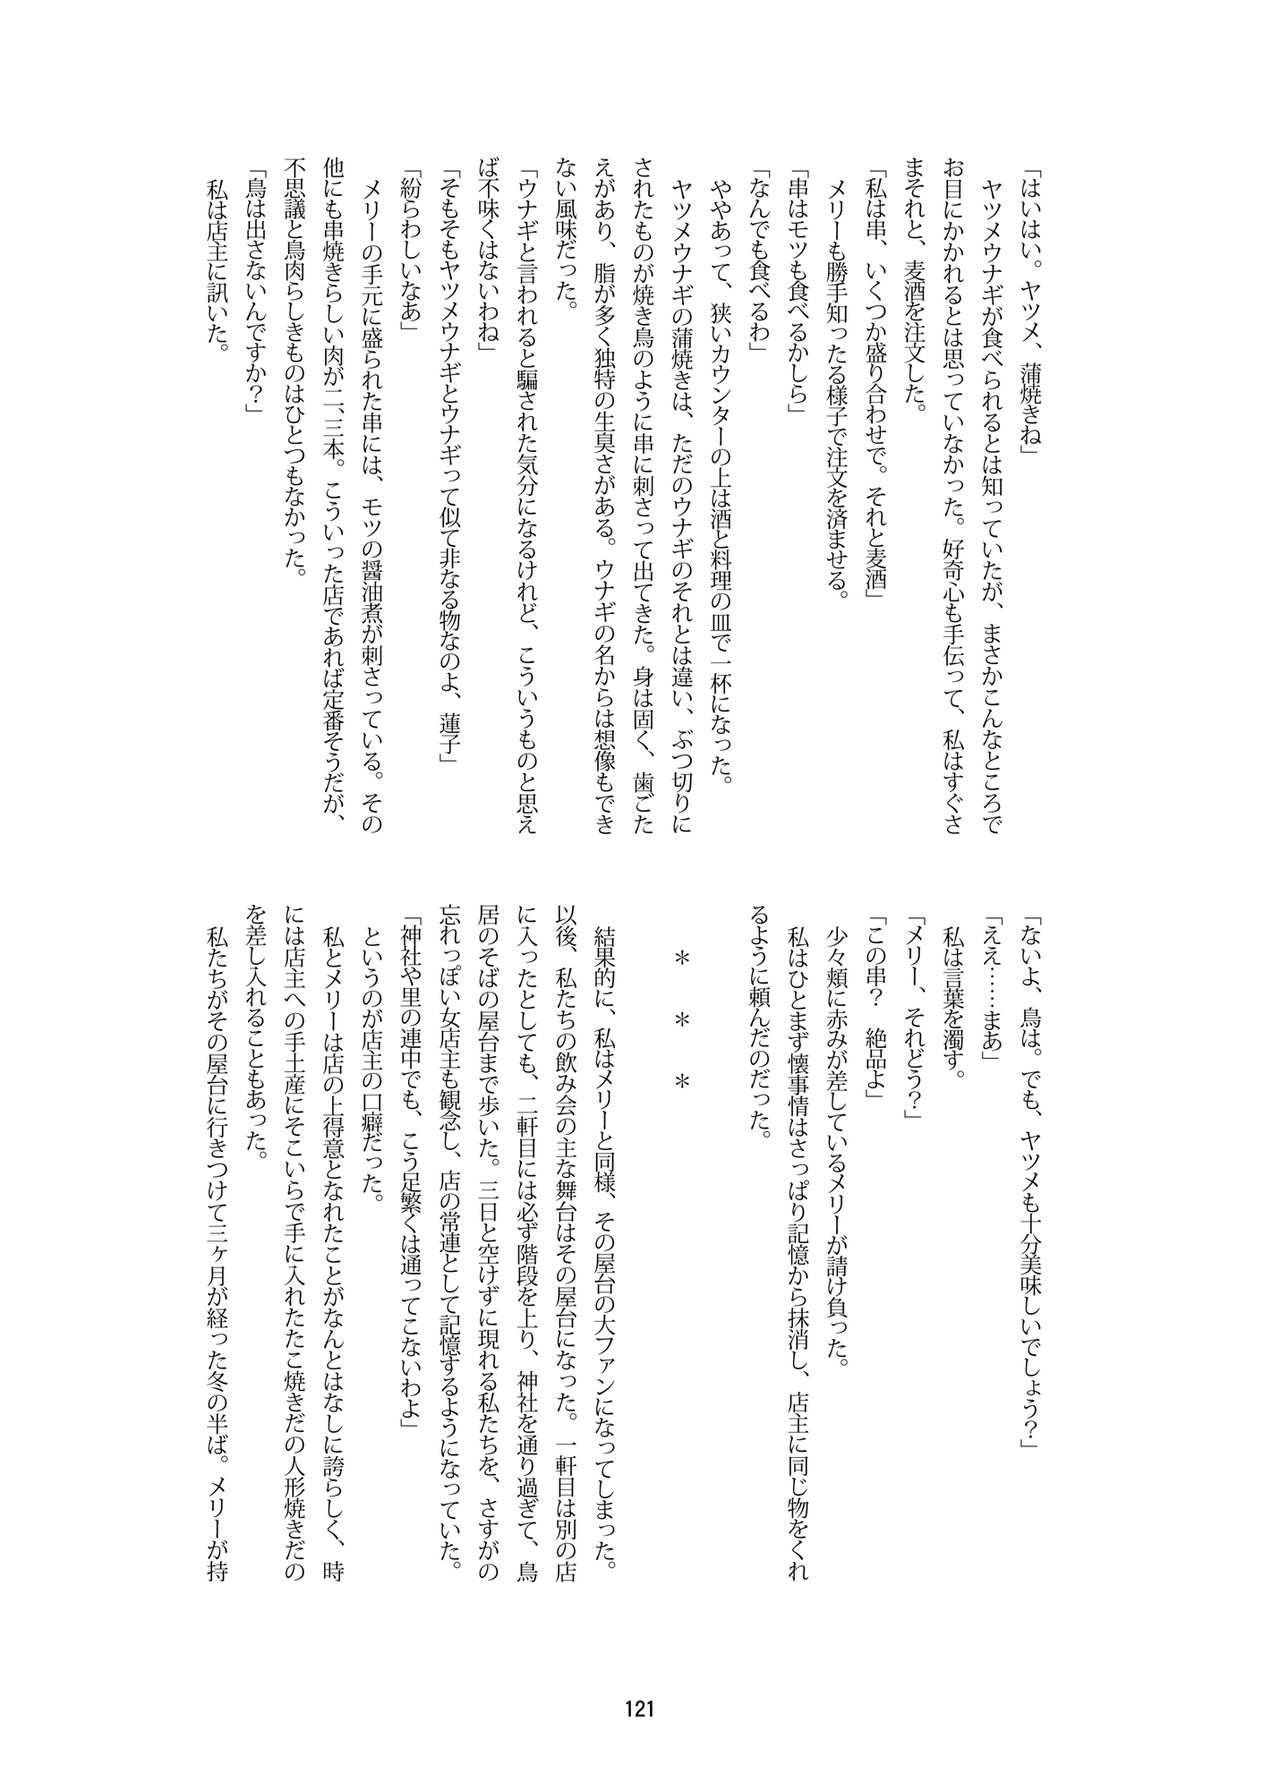 「はいはい。ヤツメ、蒲焼きね」
　ヤツメウナギが食べられるとは知っていたが、まさかこんなところで
お目にかかれるとは思っていなかった。好奇心も手伝って、私はすぐさ
まそれと、麦酒を注文した。
「私は串、いくつか盛り合わせで。それと麦酒」
　メリーも勝手知ったる様子で注文を済ませる。
「串はモツも食べるかしら」
「なんでも食べるわ」
　ややあって、狭いカウンターの上は酒と料理の皿で一杯になった。
　ヤツメウナギの蒲焼きは、ただのウナギのそれとは違い、ぶつ切りに
されたものが焼き鳥のように串に刺さって出てきた。身は固く、歯ごた
えがあり、脂が多く独特の生臭さがある。ウナギの名からは想像もでき
ない風味だった。
「ウナギと言われると騙された気分になるけれど、こういうものと思え
ば不味くはないわね」
「そもそもヤツメウナギとウナギって似て非なる物なのよ、蓮子」
「紛らわしいなあ」
　メリーの手元に盛られた串には、モツの醤油煮が刺さっている。その
他にも串焼きらしい肉が二、三本。こういった店であれば定番そうだが、
不思議と鳥肉らしきものはひとつもなかった。
「鳥は出さないんですか？」
　私は店主に訊いた。
「ないよ、鳥は。でも、ヤツメも十分美味しいでしょう？」
「ええ……まあ」
　私は言葉を濁す。
「メリー、それどう？」
「この串？　絶品よ」
　少々頬に赤みが差しているメリーが請け負った。
　私はひとまず懐事情はさっぱり記憶から抹消し、店主に同じ物をくれ
るように頼んだのだった。
＊　＊　＊
　結果的に、私はメリーと同様、その屋台の大ファンになってしまった。
以後、私たちの飲み会の主な舞台はその屋台になった。一軒目は別の店
に入ったとしても、二軒目には必ず階段を上り、神社を通り過ぎて、鳥
居のそばの屋台まで歩いた。三日と空けずに現れる私たちを、さすがの
忘れっぽい女店主も観念し、店の常連として記憶するようになっていた。
「神社や里の連中でも、こう足繁くは通ってこないわよ」
　というのが店主の口癖だった。
　私とメリーは店の上得意となれたことがなんとはなしに誇らしく、時
には店主への手土産にそこいらで手に入れたたこ焼きだの人形焼きだの
を差し入れることもあった。
　私たちがその屋台に行きつけて三ヶ月が経った冬の半ば。メリーが持
121